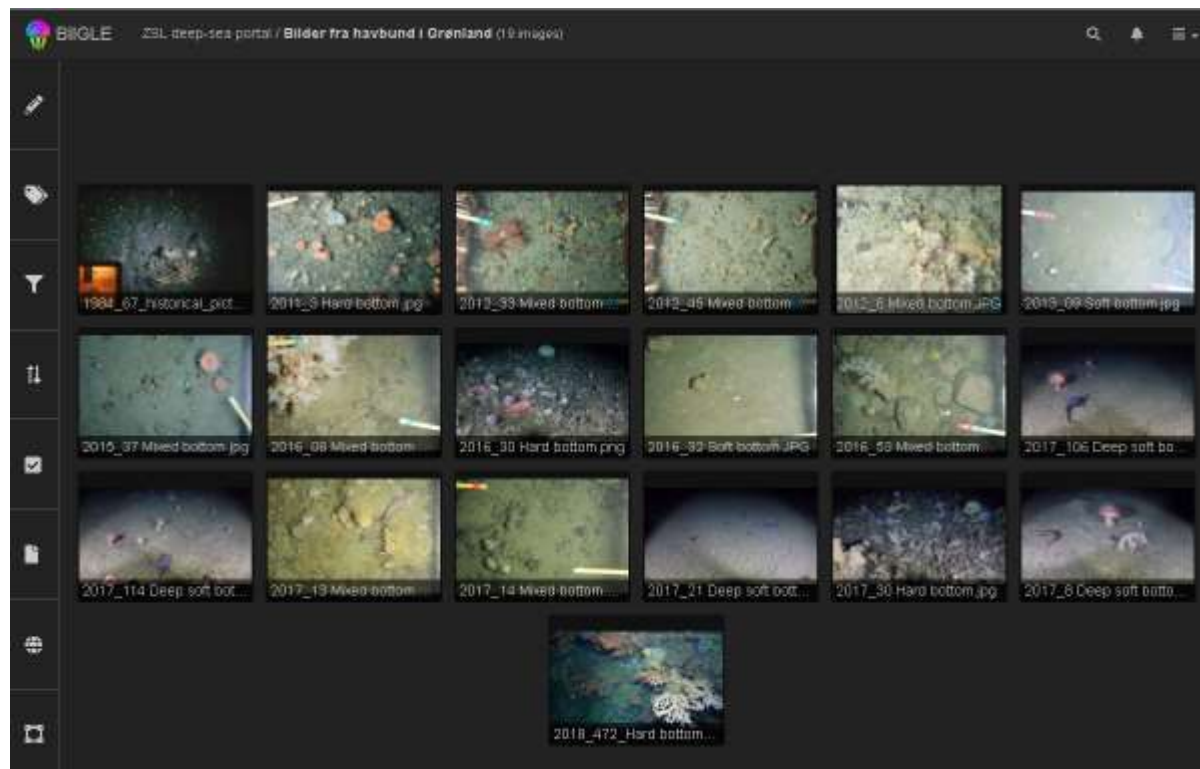 BIIGLE ZSL deep-sea portal / Bilder fra havbund i Grønland (19 images)
1984_67_historical_pict... 2011_3 Hard bottom.jpg 2012_33 Mixed bottom 2012_45 Mixed bottom 2012_6 Mixed bottom.JPG 2013_09 Soft bottom.jpg
2015_37 Mixed bottom.jpg 2016_08 Mixed bottom 2016_30 Hard bottom.png 2016_32 Soft bottom.JPG 2016_53 Mixed bottom 2017_106 Deep soft bo...
2017_114 Deep soft bot... 2017_13 Mixed bottom 2017_14 Mixed bottom... 2017_21 Deep soft bott... 2017_30 Hard bottom.jpg 2017_8 Deep soft botto...
2018_472_Hard bottom...